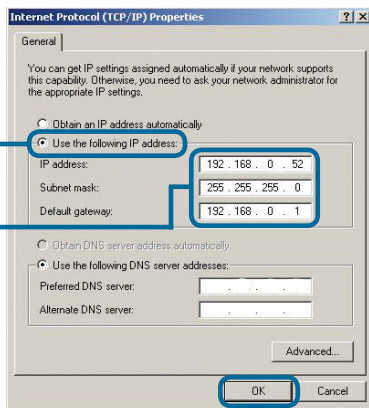 Internet Protocol (TCP/IP) Properties
General
You can get IP settings assigned automatically if your network supports
this capability. Otherwise, you need to ask your network administrator for
the appropriate IP settings.
Obtain an IP address automatically
Use the following IP address:
IP address: 192 . 168 . 0 . 52
Subnet mask: 255 . 255 . 255 . 0
Default gateway: 192 . 168 . 0 . 1
Obtain DNS server address automatically
Use the following DNS server addresses:
Preferred DNS server: . . .
Alternate DNS server: . . .
Advanced...
OK Cancel